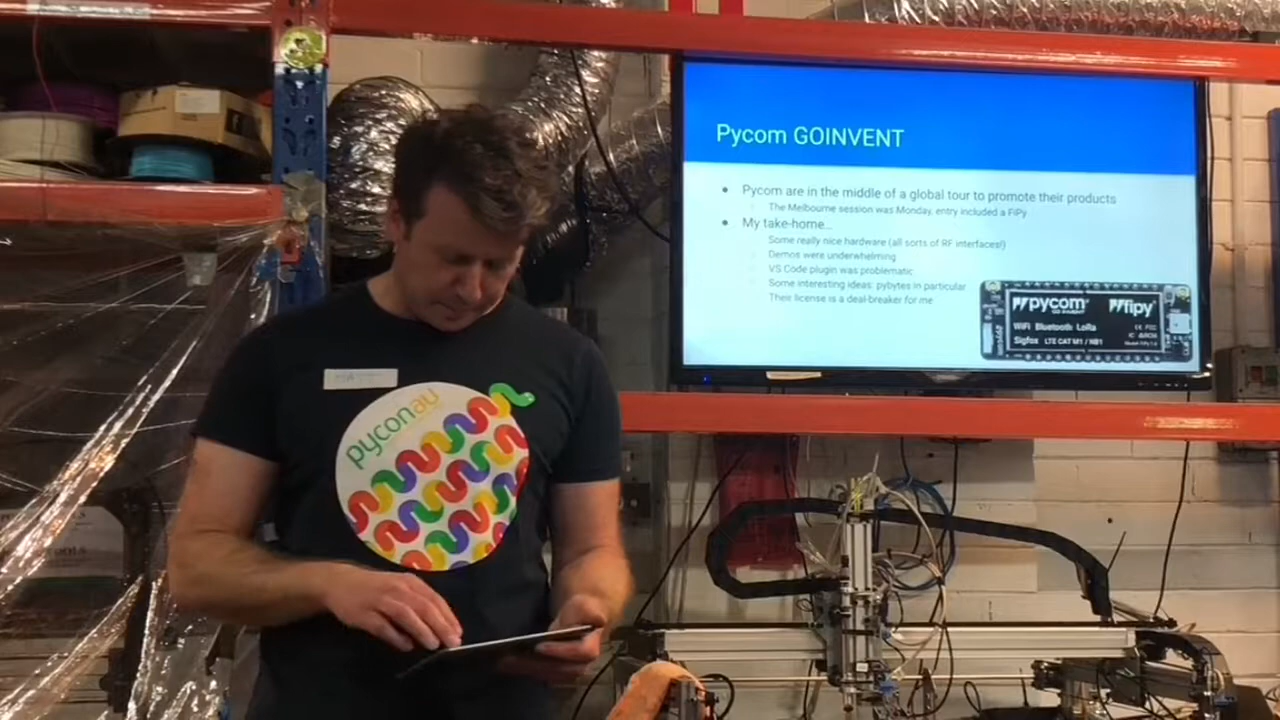 Pycom GOINVENT
Pycom are in the middle of a global tour to promote their products
The Melbourne session was Monday, entry included a FiPy
My take-home...
Some really nice hardware (all sorts of RF interfaces!)
Demos were underwhelming
VS Code plugin was problematic
Some interesting ideas: pybytes in particular
Their license is a deal-breaker for me
pycom fipy
GO INVENT
WiFi Bluetooth LoRa
Sigfox LTE CAT M1 / NB1
pyconau